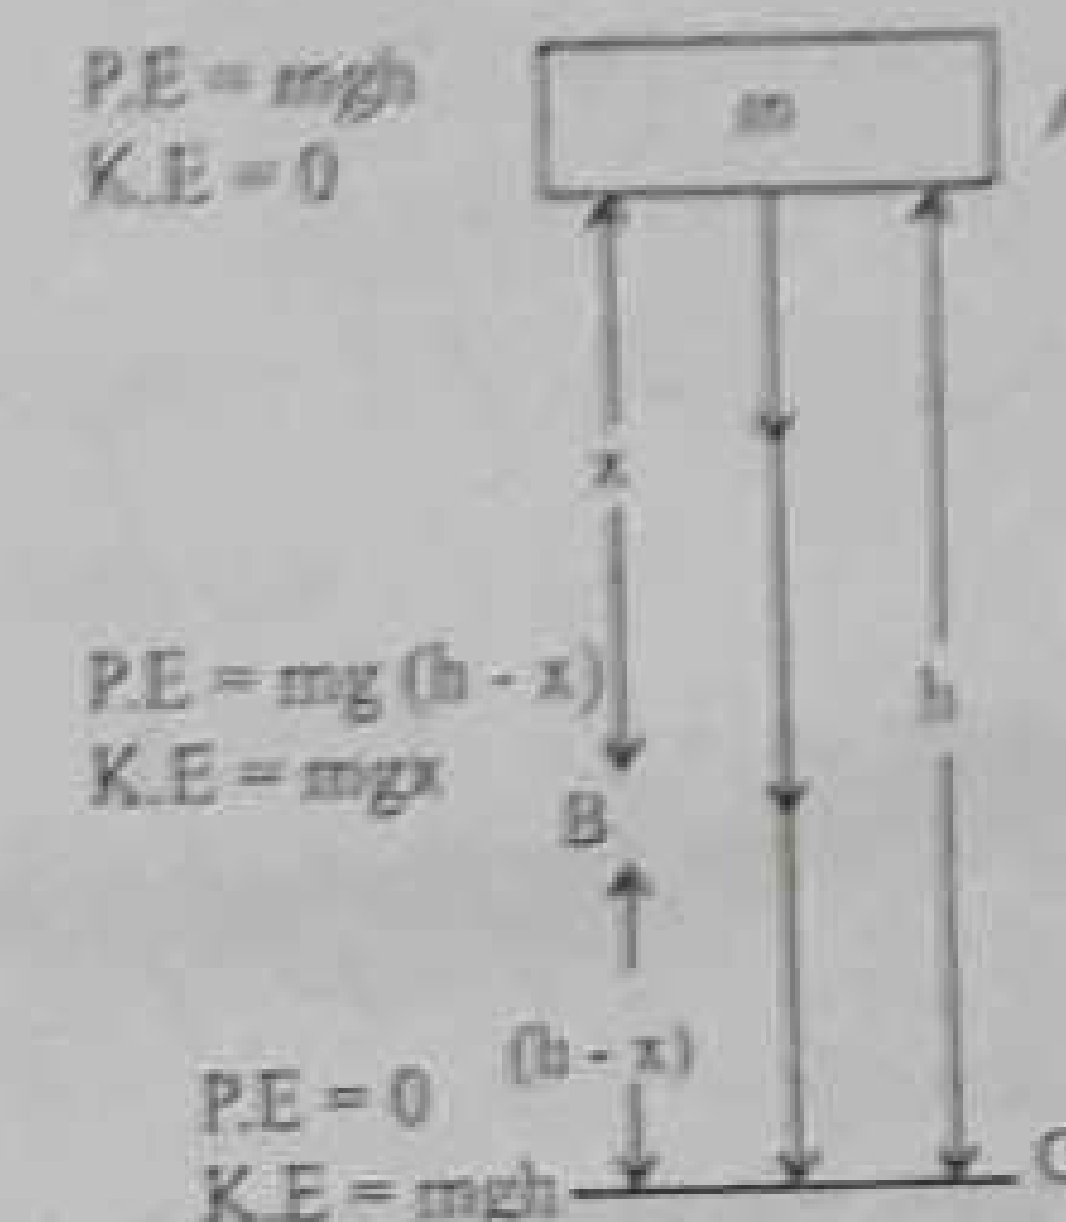 P.E = mgh
K.E = 0
m
A
x
P.E = mg (h - x)
K.E = mgx
h
B
(h - x)
P.E = 0
K.E = mgh
C